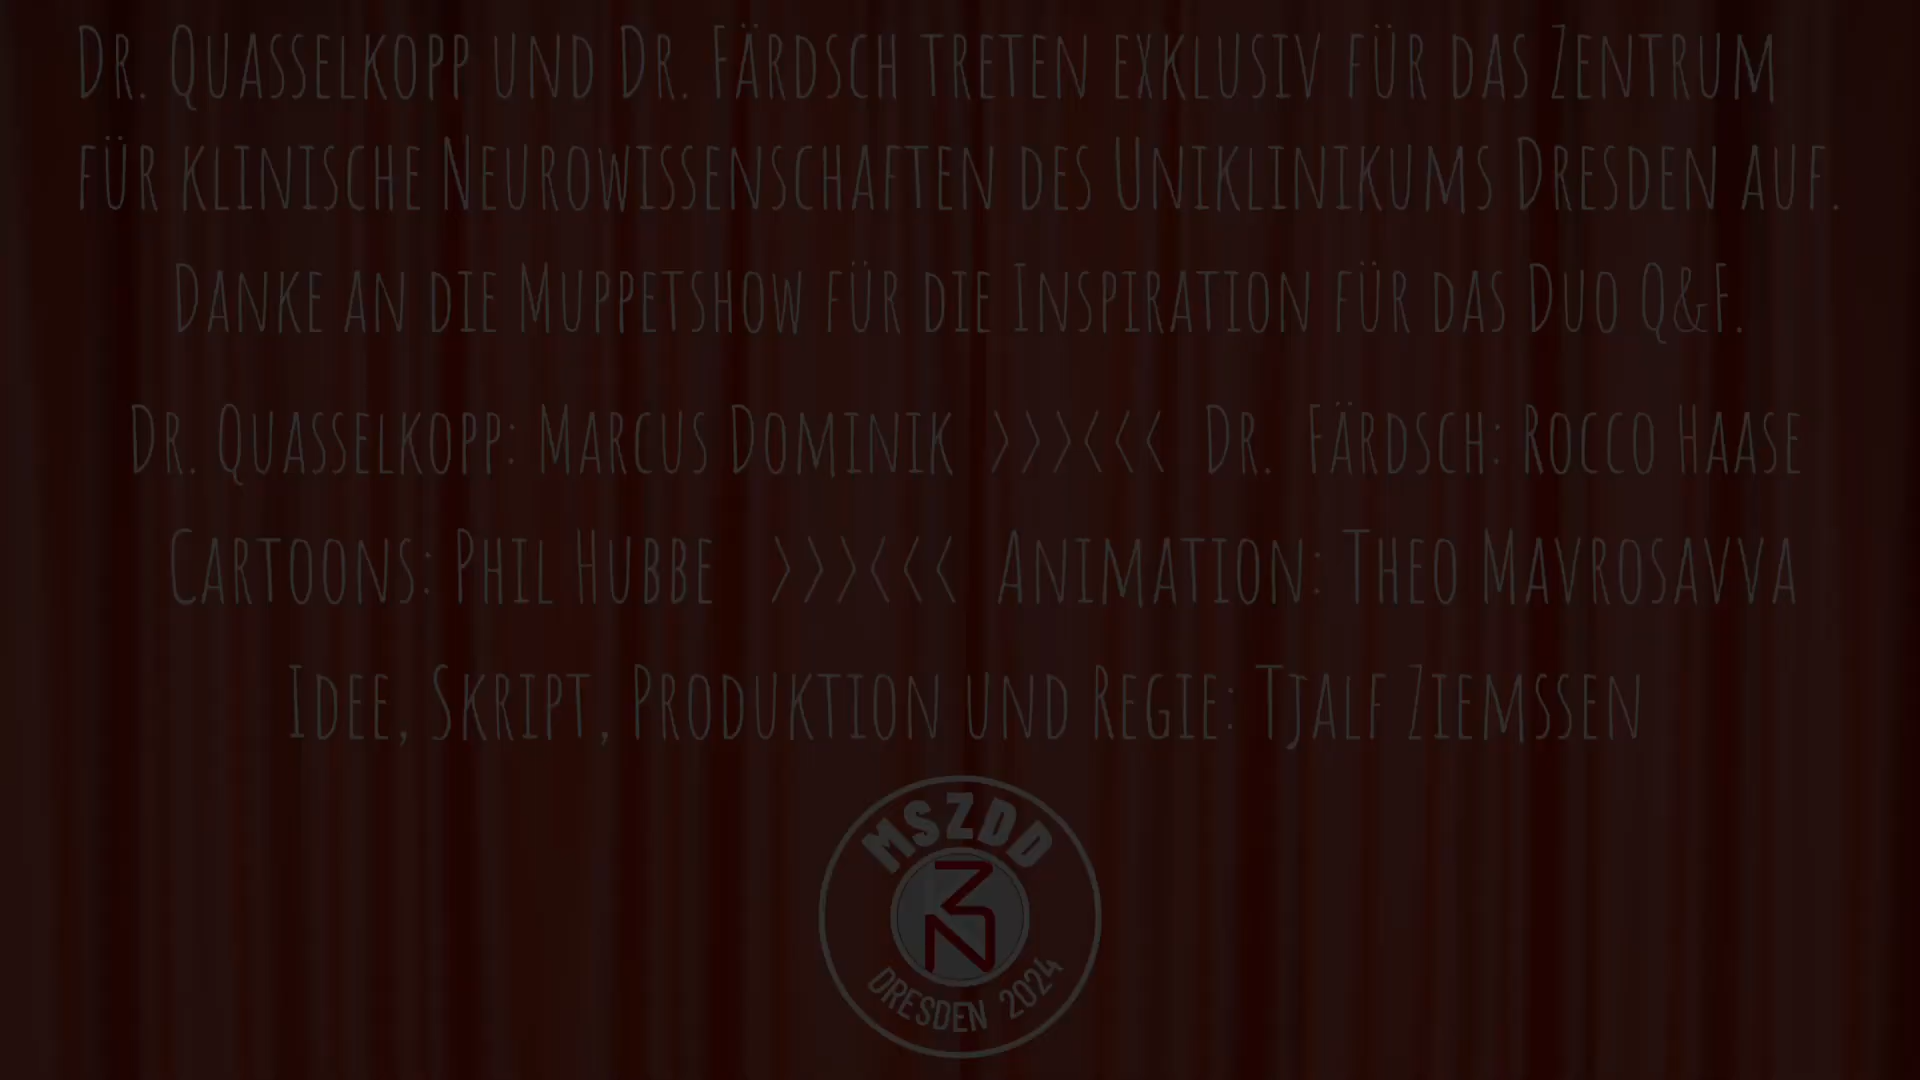 Dr. Quasselkopp und Dr. Färdsch treten exklusiv für das Zentrum
für klinische Neurowissenschaften des Uniklinikums Dresden auf.
Danke an die Muppetshow für die Inspiration für das Duo Q&F.
Dr. Quasselkopp: Marcus Dominik >>><<< Dr. Färdsch: Rocco Haase
Cartoons: Phil Hubbe >>><<< Animation: Theo Mavrosavva
Idee, Skript, Produktion und Regie: Tjalf Ziemssen
MSZDD
DRESDEN 2024